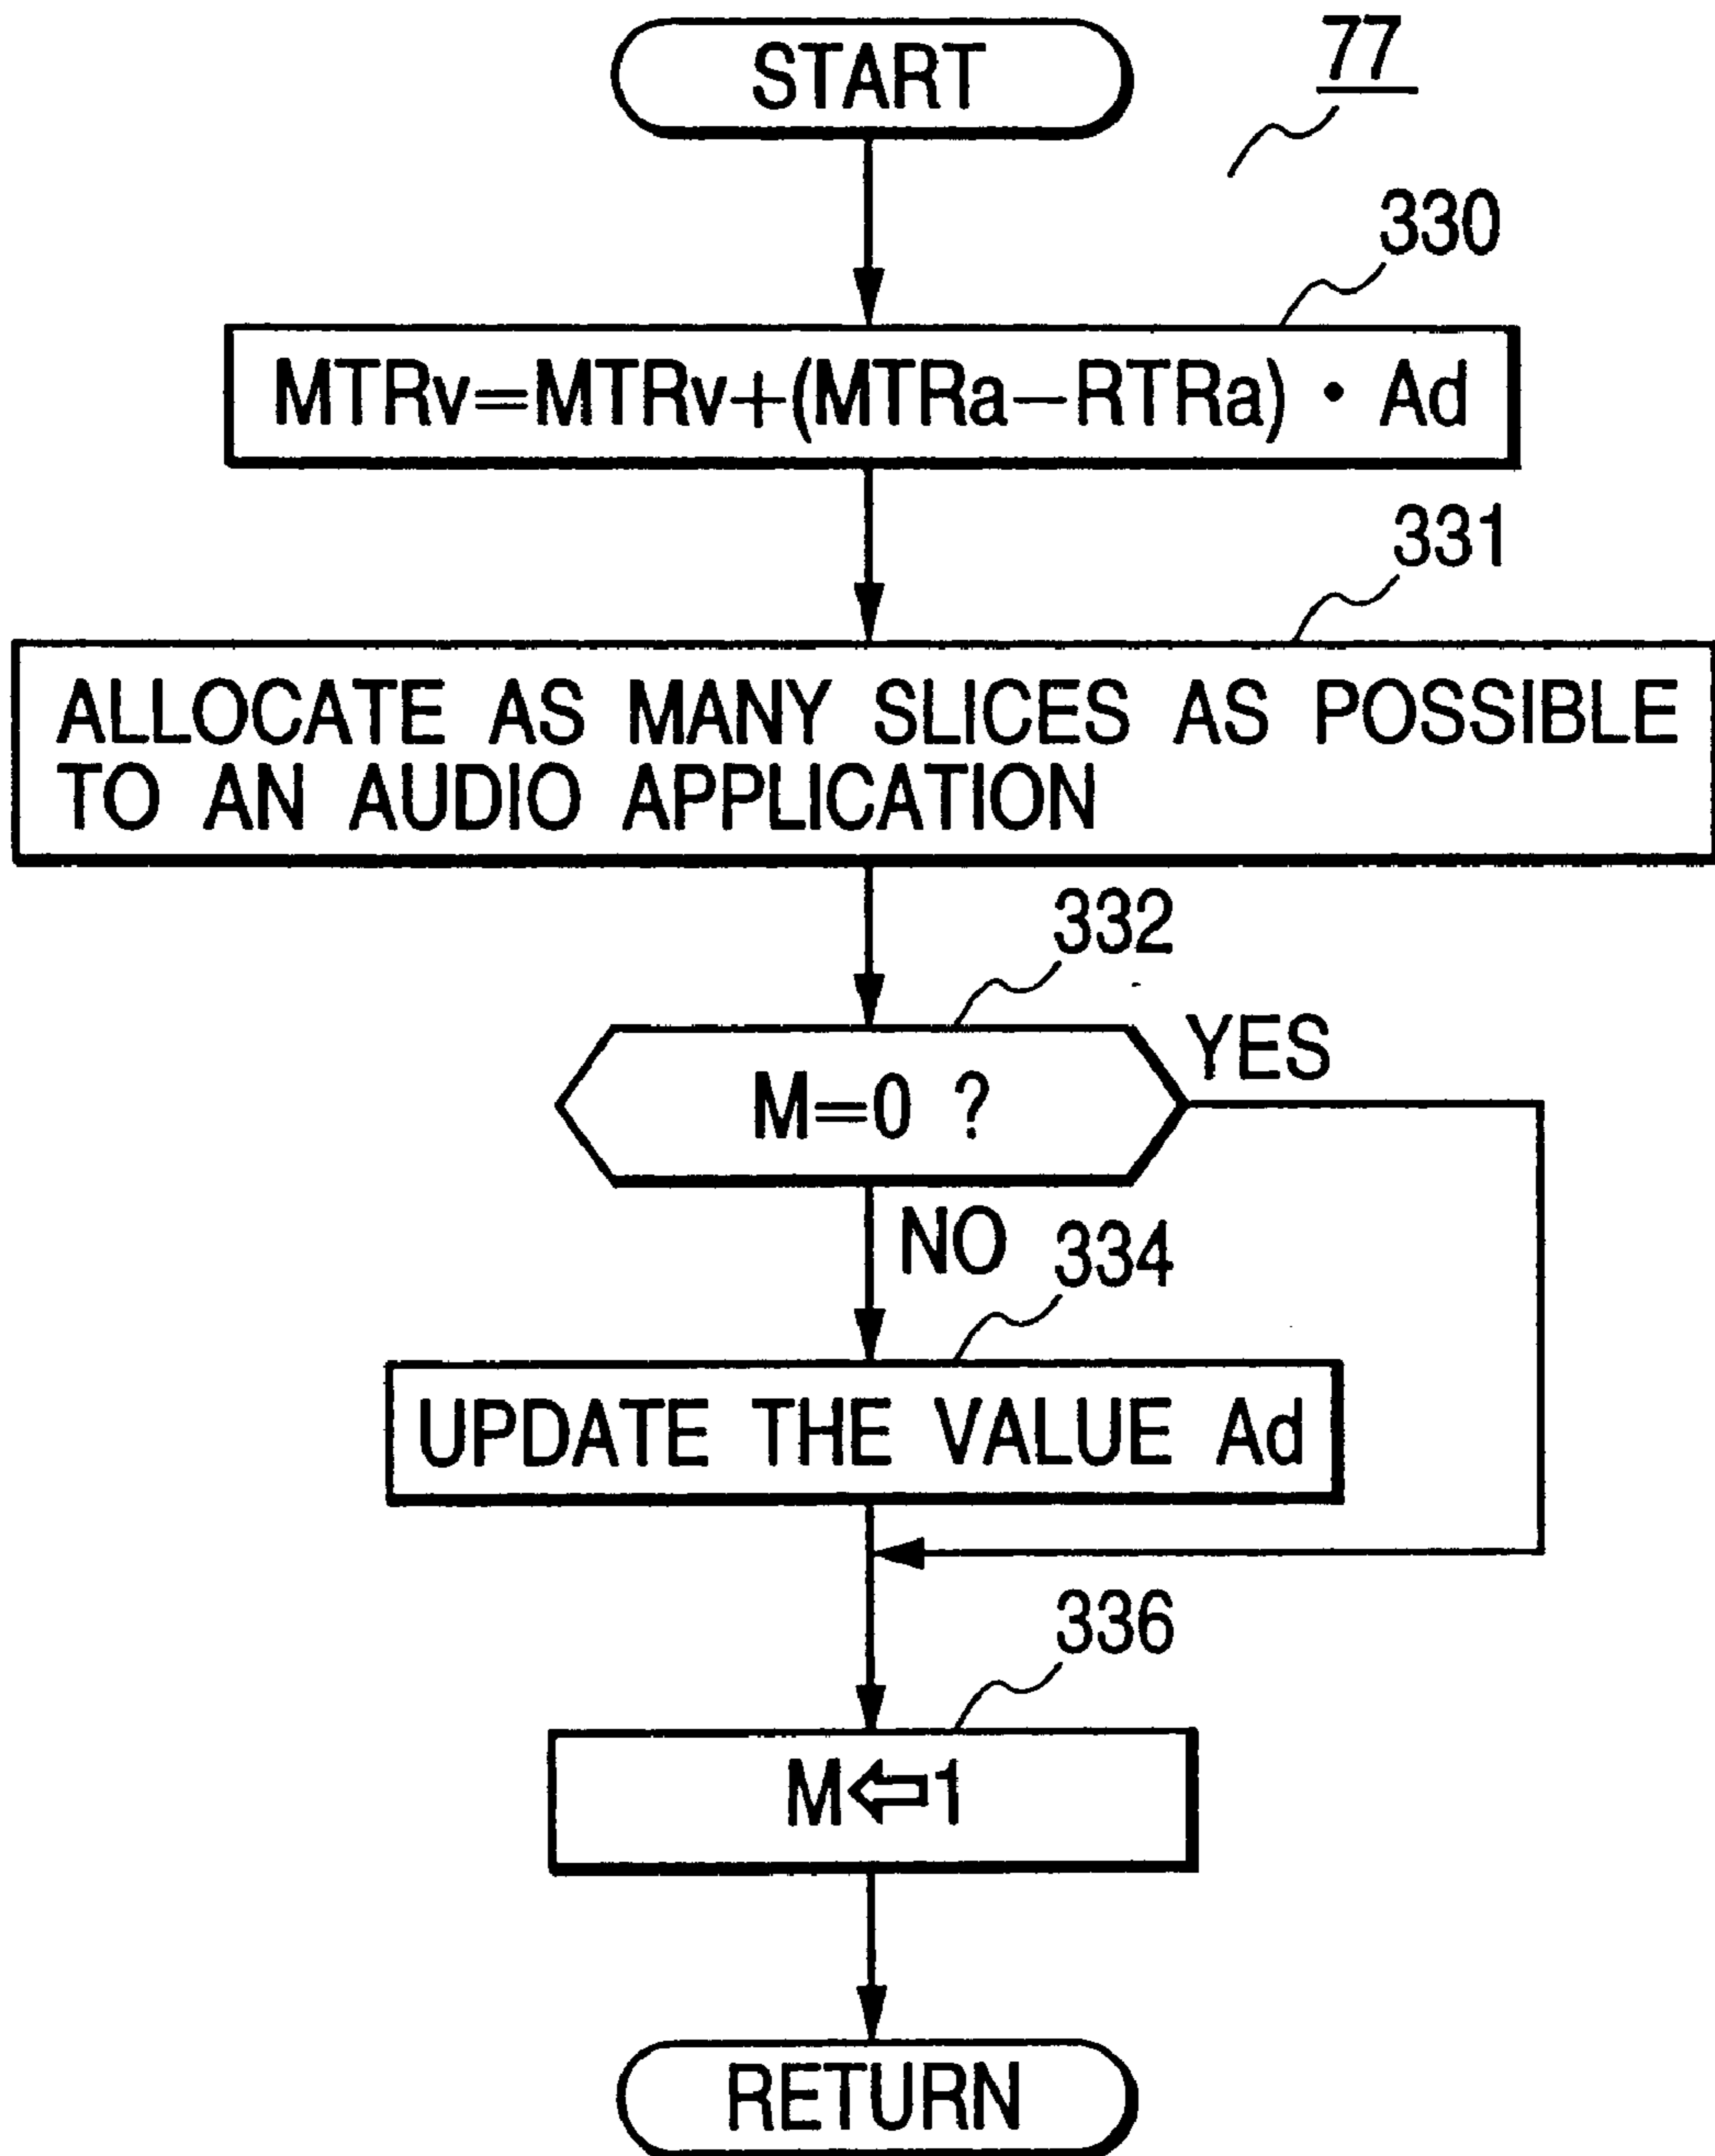 START
77
330
MTRv=MTRv+(MTRa−RTRa)・Ad
331
ALLOCATE AS MANY SLICES AS POSSIBLE
TO AN AUDIO APPLICATION
332
M=0 ?
YES
NO
334
UPDATE THE VALUE Ad
336
M⇦1
RETURN